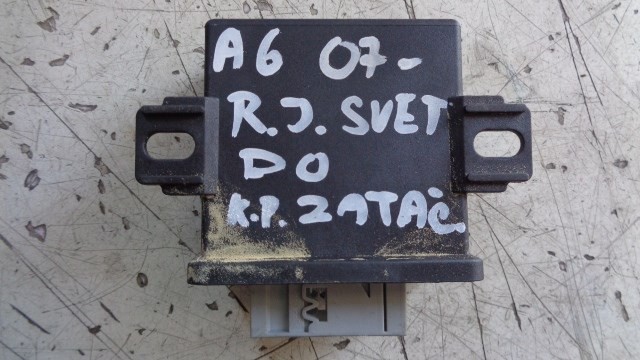 A6 07-
R.J. SVET
DO
K.P. ZATAČ.